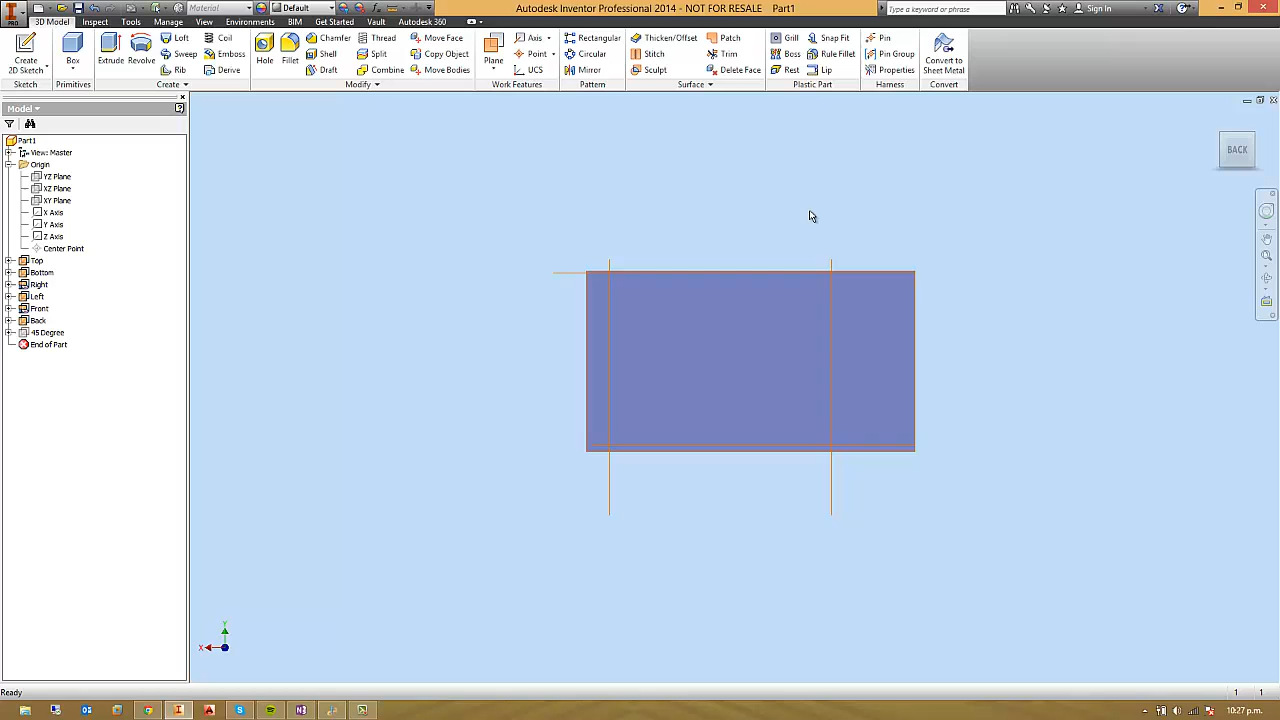 Material
Default
Autodesk Inventor Professional 2014 - NOT FOR RESALE Part1
Type a keyword or phrase
Sign In
PRO
3D Model Inspect Tools Manage View Environments BIM Get Started Vault Autodesk 360
Create
2D Sketch
Box
Extrude
Revolve
Loft
Sweep
Rib
Coil
Emboss
Derive
Hole
Fillet
Chamfer
Shell
Draft
Thread
Split
Combine
Move Face
Copy Object
Move Bodies
Plane
Axis
Point
UCS
Rectangular
Circular
Mirror
Thicken/Offset
Stitch
Sculpt
Patch
Trim
Delete Face
Grill
Boss
Rest
Snap Fit
Rule Fillet
Lip
Pin
Pin Group
Properties
Convert to
Sheet Metal
Sketch Primitives Create Modify Work Features Pattern Surface Plastic Part Harness Convert
Model
Part1
View: Master
Origin
YZ Plane
XZ Plane
XY Plane
X Axis
Y Axis
Z Axis
Center Point
Top
Bottom
Right
Left
Front
Back
45 Degree
End of Part
BACK
Y
X
Ready
1 1
10:27 p.m.